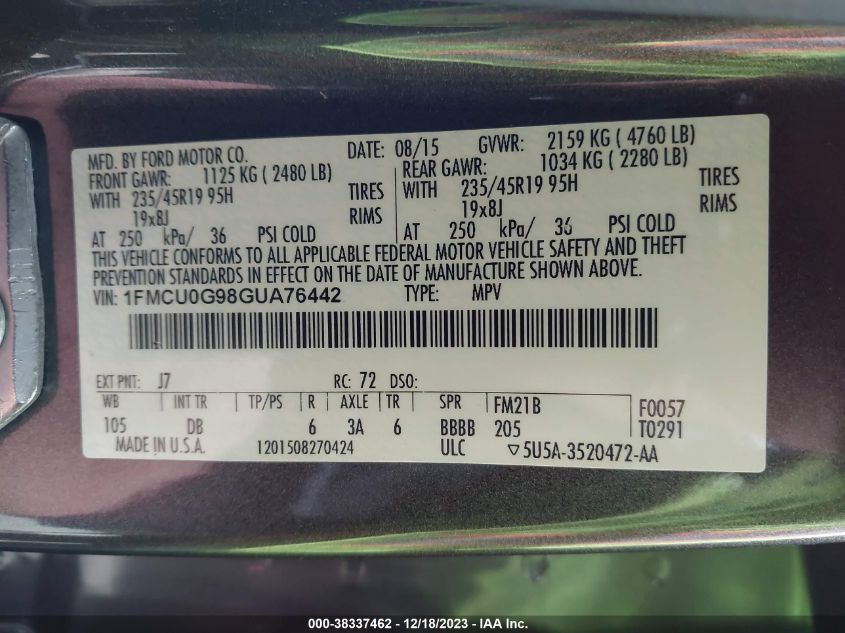 MFD. BY FORD MOTOR CO. DATE: 08/15 GVWR: 2159 KG ( 4760 LB)
FRONT GAWR: 1125 KG ( 2480 LB) REAR GAWR: 1034 KG ( 2280 LB)
WITH 235/45R19 95H TIRES WITH 235/45R19 95H TIRES
19x8J RIMS 19x8J RIMS
AT 250 kPa/ 36 PSI COLD AT 250 kPa/ 36 PSI COLD
THIS VEHICLE CONFORMS TO ALL APPLICABLE FEDERAL MOTOR VEHICLE SAFETY AND THEFT
PREVENTION STANDARDS IN EFFECT ON THE DATE OF MANUFACTURE SHOWN ABOVE.
VIN: 1FMCU0G98GUA76442 TYPE: MPV
EXT PNT: J7 RC: 72 DSO:
WB INT TR TP/PS R AXLE TR SPR FM21B F0057
105 DB 6 3A 6 BBBB 205 T0291
MADE IN U.S.A. 1201508270424 ULC ▽5U5A-3520472-AA
000-38337462 - 12/18/2023 - IAA Inc.